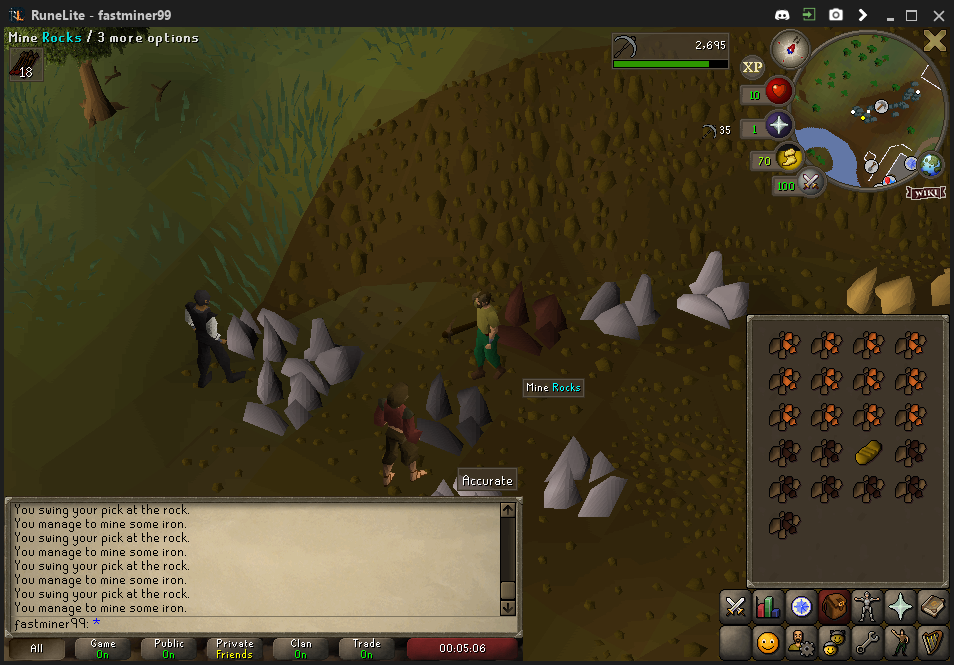 RuneLite - fastminer99
Mine Rocks / 3 more options
18
2,695
XP
10
35
1
70
100
WIKI
Mine Rocks
Accurate
You swing your pick at the rock.
You manage to mine some iron.
You swing your pick at the rock.
You manage to mine some iron.
You swing your pick at the rock.
You manage to mine some iron.
You swing your pick at the rock.
You manage to mine some iron.
fastminer99: *
All
Game
On
Public
On
Private
Friends
Clan
On
Trade
On
00:05:06